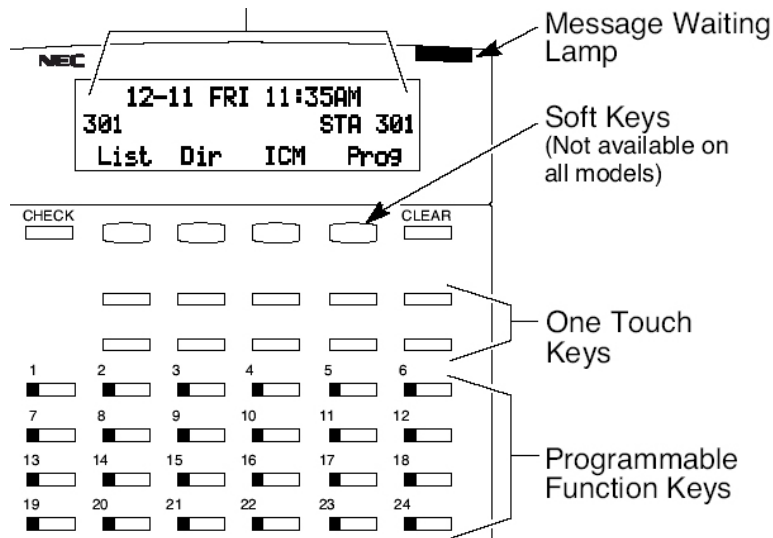 Message Waiting
Lamp
NEC
12-11 FRI 11:35AM
301 STA 301
List Dir ICM Prog
Soft Keys
(Not available on
all models)
CHECK CLEAR
One Touch
Keys
1 2 3 4 5 6
7 8 9 10 11 12
13 14 15 16 17 18
19 20 21 22 23 24
Programmable
Function Keys